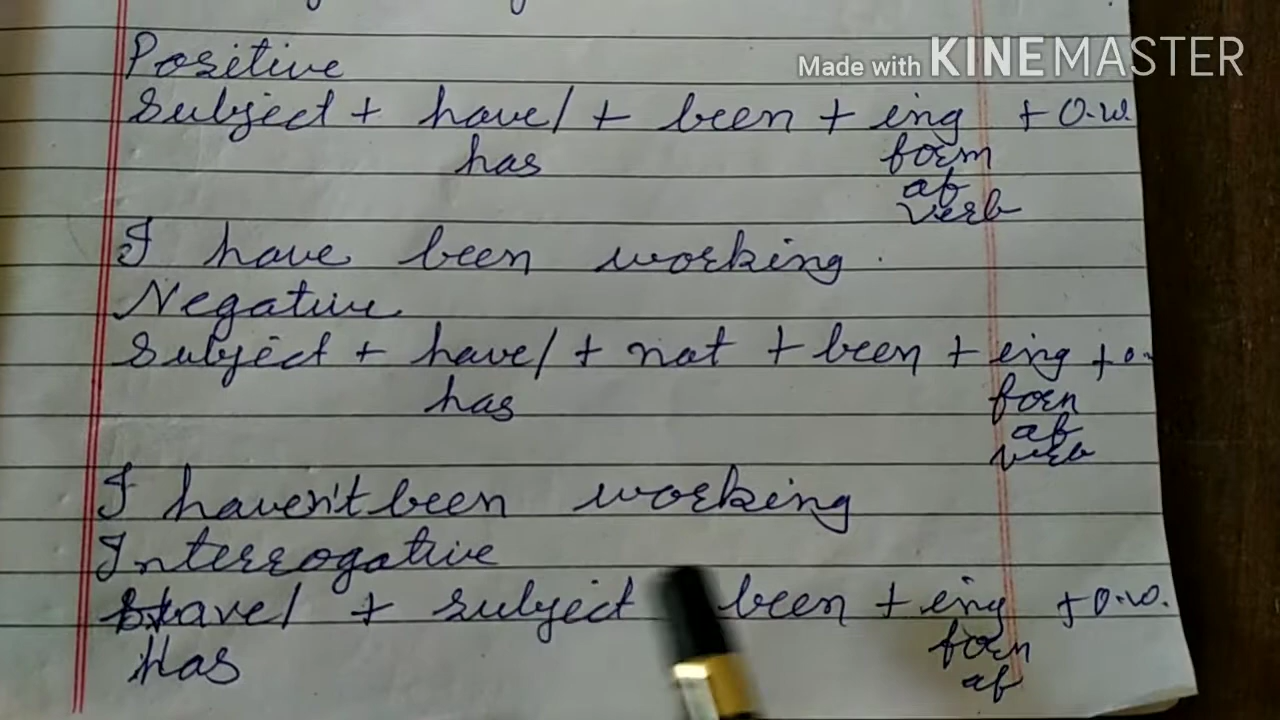 Positive
Made with KINEMASTER
Subject + have/ + been + ing + O.W.
has form
of
verb
I have been working.
Negative
Subject + have/ + not + been + ing + O.
has form
of
verb
I haven't been working
Interrogative
Have/ + subject been + ing + O.W.
Has form
of